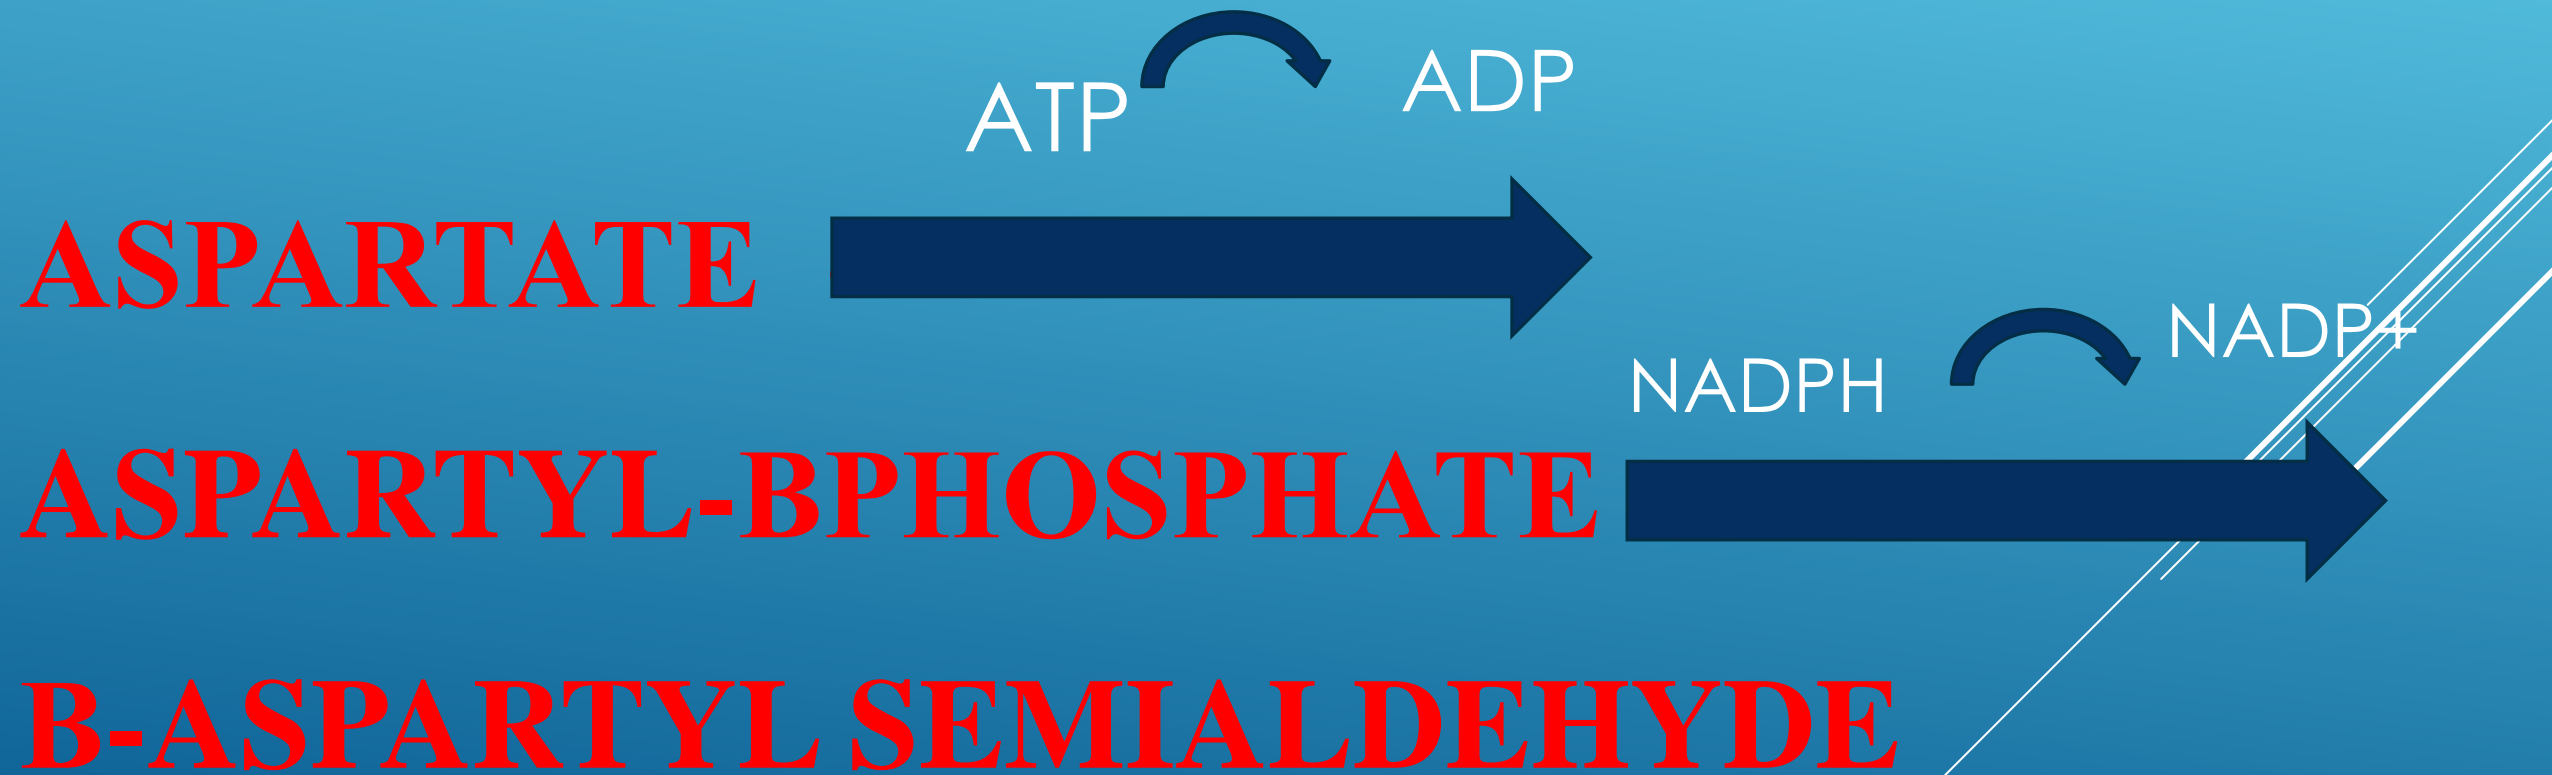 ATP ADP
ASPARTATE
NADPH NADP+
ASPARTYL-BPHOSPHATE
B-ASPARTYL SEMIALDEHYDE